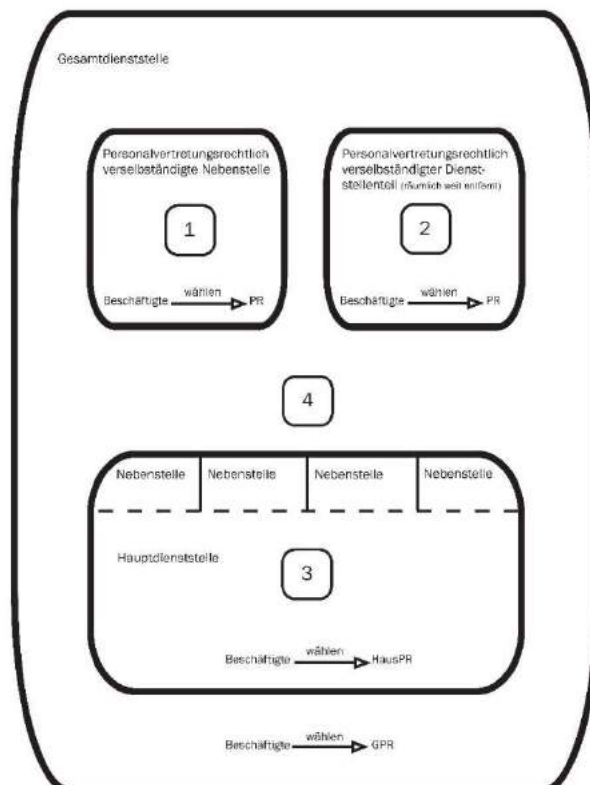 Gesamtdienststelle
Personalvertretungsrechtlich
verselbständigte Nebenstelle
1
Beschäftigte wählen PR
Personalvertretungsrechtlich
verselbständigter Dienst-
stellenteil (räumlich weit entfernt)
2
Beschäftigte wählen PR
4
Nebenstelle Nebenstelle Nebenstelle Nebenstelle
Hauptdienststelle
3
Beschäftigte wählen HausPR
Beschäftigte wählen GPR